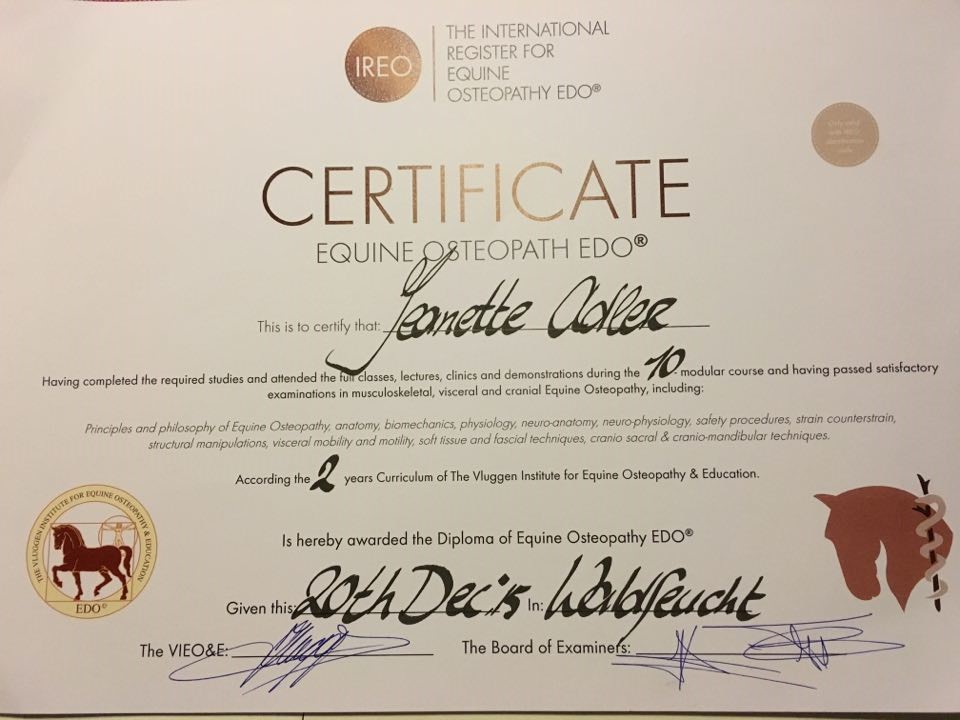 IREO
THE INTERNATIONAL
REGISTER FOR
EQUINE
OSTEOPATHY EDO®
Only valid
with IREO
identification
code
CERTIFICATE
EQUINE OSTEOPATH EDO®
This is to certify that: Jeanette Adler
Having completed the required studies and attended the full classes, lectures, clinics and demonstrations during the 10- modular course and having passed satisfactory
examinations in musculoskeletal, visceral and cranial Equine Osteopathy, including:
Principles and philosophy of Equine Osteopathy, anatomy, biomechanics, physiology, neuro-anatomy, neuro-physiology, safety procedures, strain counterstrain,
structural manipulations, visceral mobility and motility, soft tissue and fascial techniques, cranio sacral & cranio-mandibular techniques.
According the 2 years Curriculum of The Vluggen Institute for Equine Osteopathy & Education.
THE VLUGGEN INSTITUTE FOR EQUINE OSTEOPATHY & EDUCATION
EDO®
Is hereby awarded the Diploma of Equine Osteopathy EDO®
Given this: 20th Dec '15 In: Waldfeucht
The VIEO&E:
The Board of Examiners: